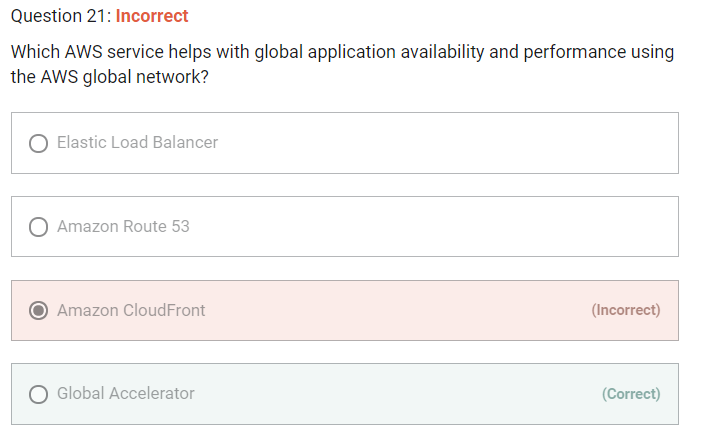 Question 21: Incorrect
Which AWS service helps with global application availability and performance using
the AWS global network?
Elastic Load Balancer
Amazon Route 53
Amazon CloudFront (Incorrect)
Global Accelerator (Correct)